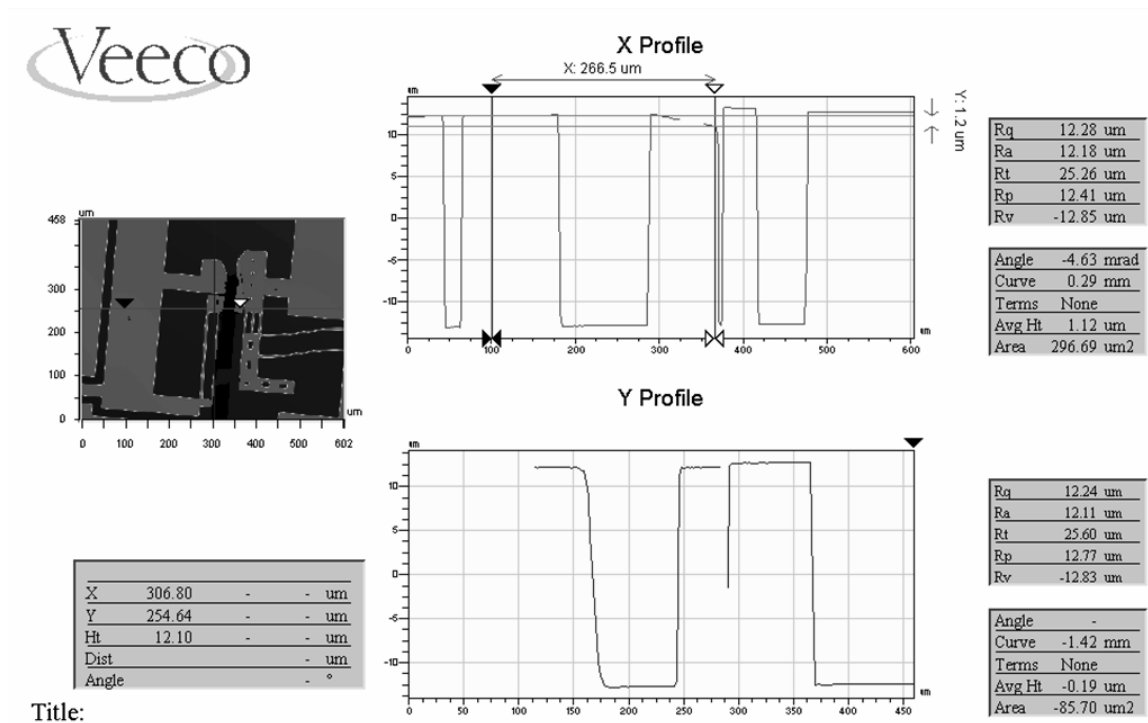 Veeco
X Profile
X: 266.5 um
Y: 1.2 um
um
10
5
0
-5
-10
um
0 100 200 300 400 500 600
Rq 12.28 um
Ra 12.18 um
Rt 25.26 um
Rp 12.41 um
Rv -12.85 um
Angle -4.63 mrad
Curve 0.29 mm
Terms None
Avg Ht 1.12 um
Area 296.69 um2
um
458
300
200
100
0
um
0 100 200 300 400 500 602
Y Profile
um
10
5
0
-5
-10
um
0 50 100 150 200 250 300 350 400 450
Rq 12.24 um
Ra 12.11 um
Rt 25.60 um
Rp 12.77 um
Rv -12.83 um
Angle -
Curve -1.42 mm
Terms None
Avg Ht -0.19 um
Area -85.70 um2
X 306.80 - - um
Y 254.64 - - um
Ht 12.10 - - um
Dist - um
Angle - °
Title: